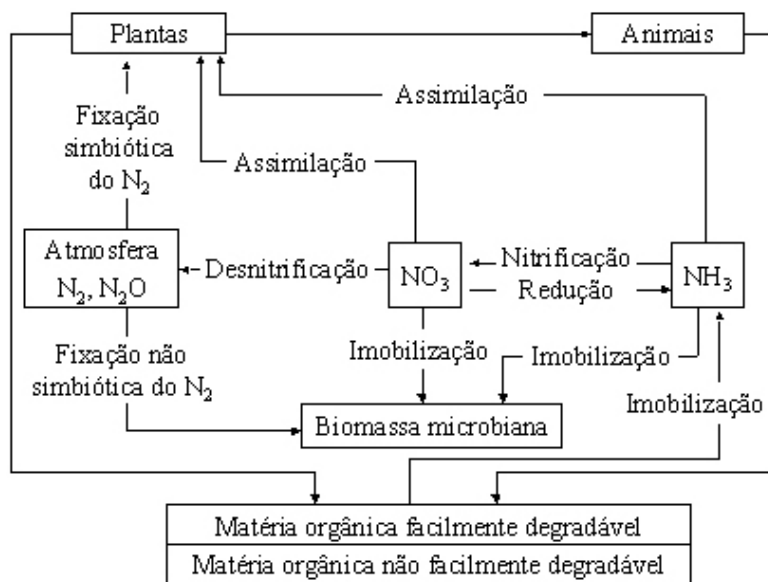 Plantas
Animais
Assimilação
Fixação
simbiótica
do N₂
Assimilação
Atmosfera
N₂, N₂O
Desnitrificação
NO₃
Nitrificação
Redução
NH₃
Fixação não
simbiótica do N₂
Imobilização
Imobilização
Imobilização
Biomassa microbiana
Matéria orgânica facilmente degradável
Matéria orgânica não facilmente degradável